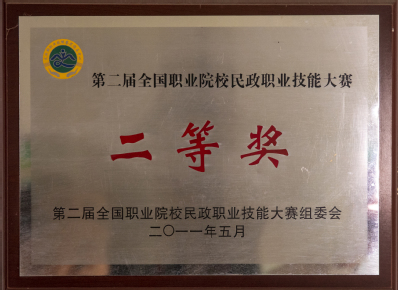 第二届全国职业院校民政职业技能大赛
二等奖
第二届全国职业院校民政职业技能大赛组委会
二〇一一年五月